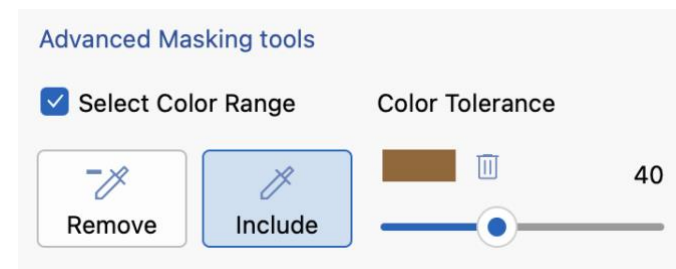 Advanced Masking tools
Select Color Range
Color Tolerance
40
Remove
Include